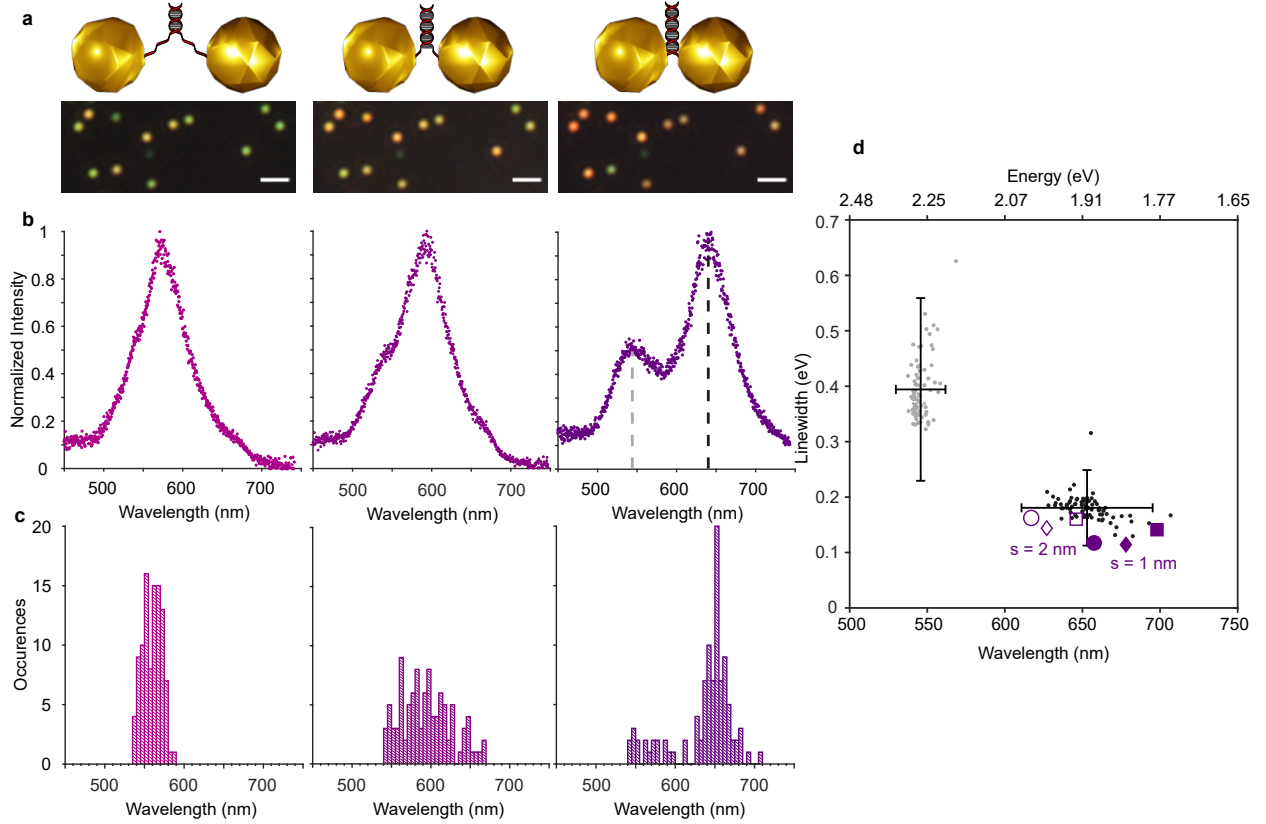 a
b
1
0.8
0.6
0.4
0.2
0
Normalized Intensity
500 600 700
500 600 700
500 600 700
Wavelength (nm)
Wavelength (nm)
Wavelength (nm)
c
20
15
10
5
0
Occurences
500 600 700
500 600 700
500 600 700
Wavelength (nm)
Wavelength (nm)
Wavelength (nm)
d
Energy (eV)
2.48 2.25 2.07 1.91 1.77 1.65
0.7
0.6
0.5
0.4
0.3
0.2
0.1
0
Linewidth (eV)
s = 2 nm
s = 1 nm
500 550 600 650 700 750
Wavelength (nm)